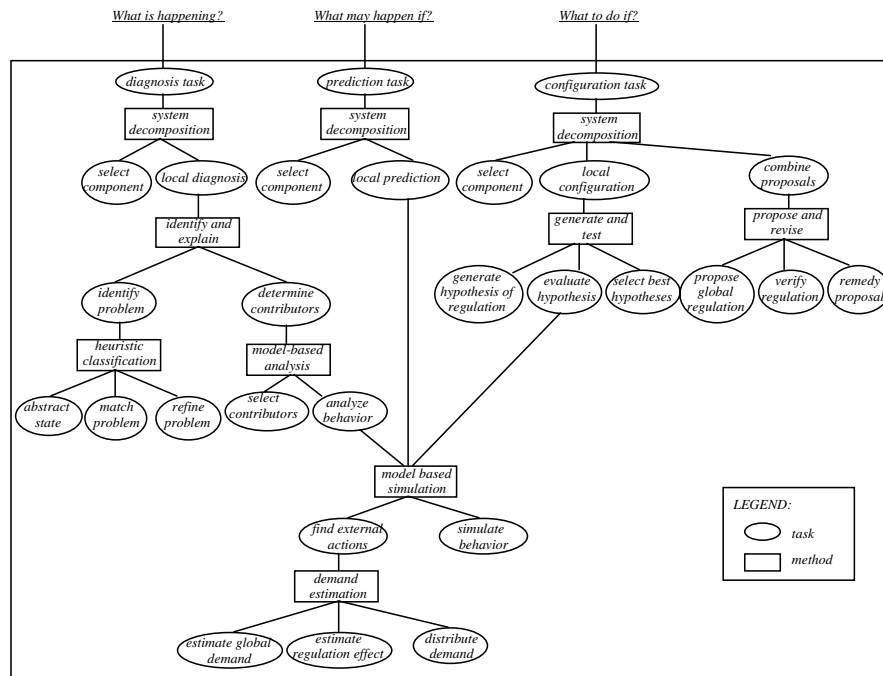 What is happening?
What may happen if?
What to do if?
diagnosis task
prediction task
configuration task
system
decomposition
system
decomposition
system
decomposition
select
component
local diagnosis
select
component
local prediction
select
component
local
configuration
combine
proposals
identify and
explain
generate and
test
propose and
revise
identify
problem
determine
contributors
generate
hypothesis of
regulation
evaluate
hypothesis
select best
hypotheses
propose
global
regulation
verify
regulation
remedy
proposal
heuristic
classification
model-based
analysis
abstract
state
match
problem
refine
problem
select
contributors
analyze
behavior
model based
simulation
find external
actions
simulate
behavior
demand
estimation
estimate global
demand
estimate
regulation effect
distribute
demand
LEGEND:
task
method